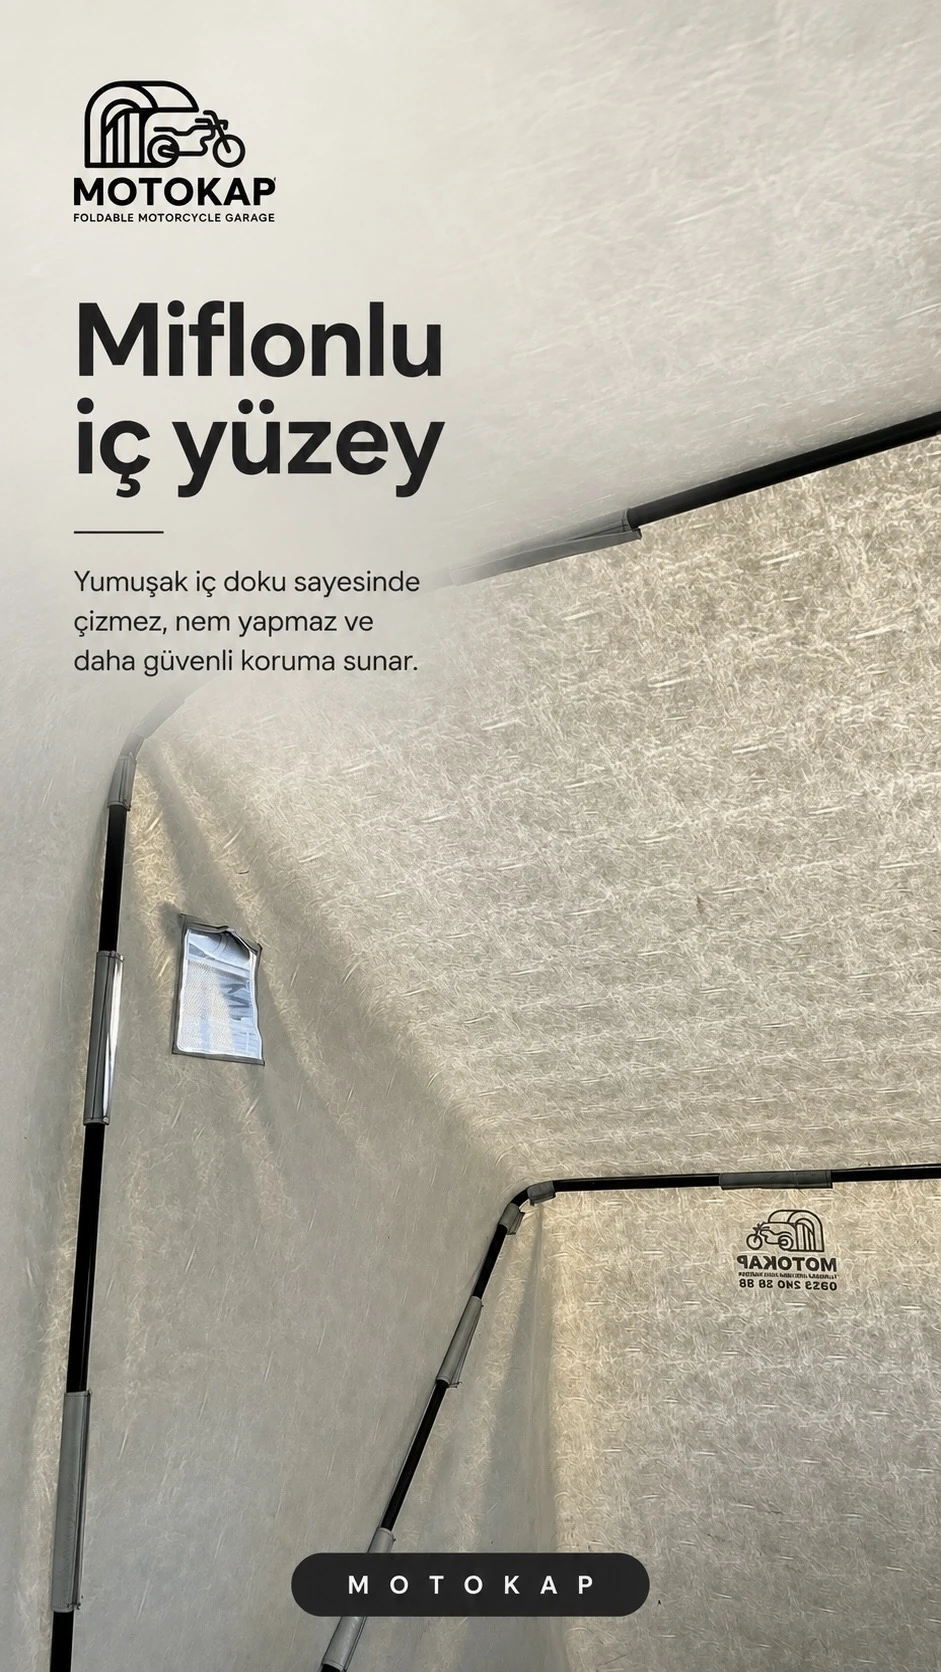 MOTOKAP
FOLDABLE MOTORCYCLE GARAGE
Miflonlu
iç yüzey
Yumuşak iç doku sayesinde
çizmez, nem yapmaz ve
daha güvenli koruma sunar.
MOTOKAP
MOTOKAP